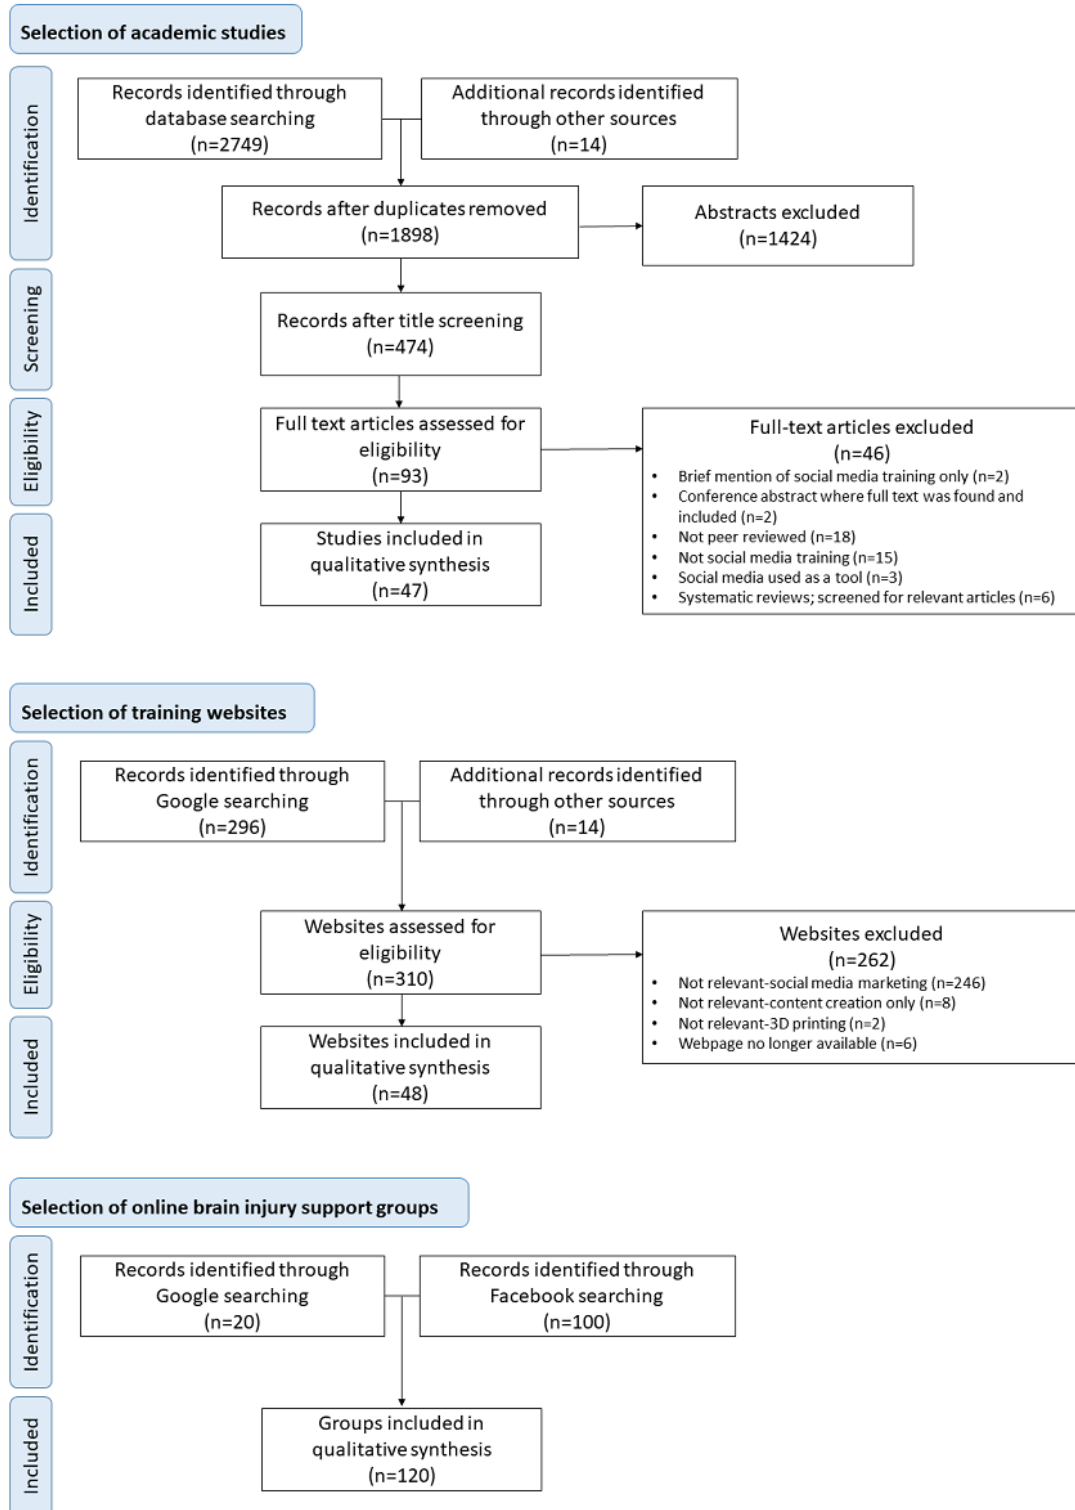 Selection of academic studies
Identification
Records identified through
database searching
(n=2749)
Additional records identified
through other sources
(n=14)
Records after duplicates removed
(n=1898)
Abstracts excluded
(n=1424)
Screening
Records after title screening
(n=474)
Eligibility
Full text articles assessed for
eligibility
(n=93)
Full-text articles excluded
(n=46)
• Brief mention of social media training only (n=2)
• Conference abstract where full text was found and
included (n=2)
• Not peer reviewed (n=18)
• Not social media training (n=15)
• Social media used as a tool (n=3)
• Systematic reviews; screened for relevant articles (n=6)
Included
Studies included in
qualitative synthesis
(n=47)
Selection of training websites
Identification
Records identified through
Google searching
(n=296)
Additional records identified
through other sources
(n=14)
Eligibility
Websites assessed for
eligibility
(n=310)
Websites excluded
(n=262)
• Not relevant-social media marketing (n=246)
• Not relevant-content creation only (n=8)
• Not relevant-3D printing (n=2)
• Webpage no longer available (n=6)
Included
Websites included in
qualitative synthesis
(n=48)
Selection of online brain injury support groups
Identification
Records identified through
Google searching
(n=20)
Records identified through
Facebook searching
(n=100)
Included
Groups included in
qualitative synthesis
(n=120)